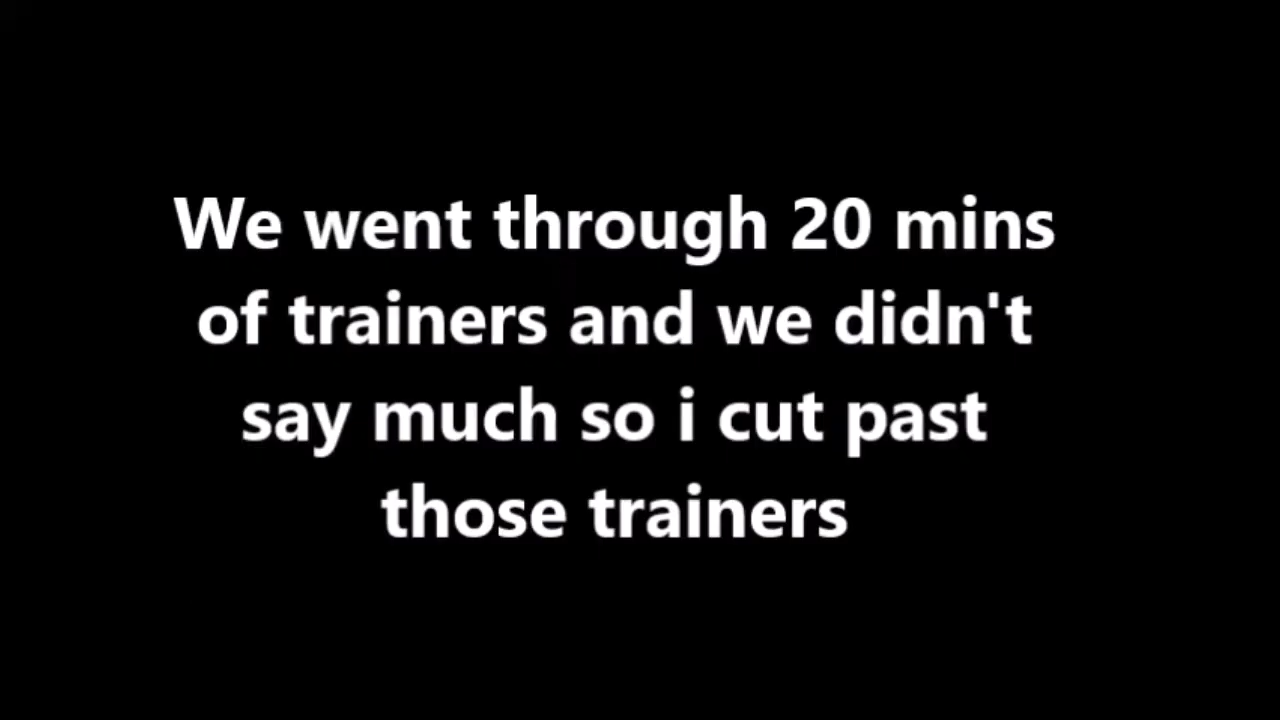 We went through 20 mins
of trainers and we didn't
say much so i cut past
those trainers